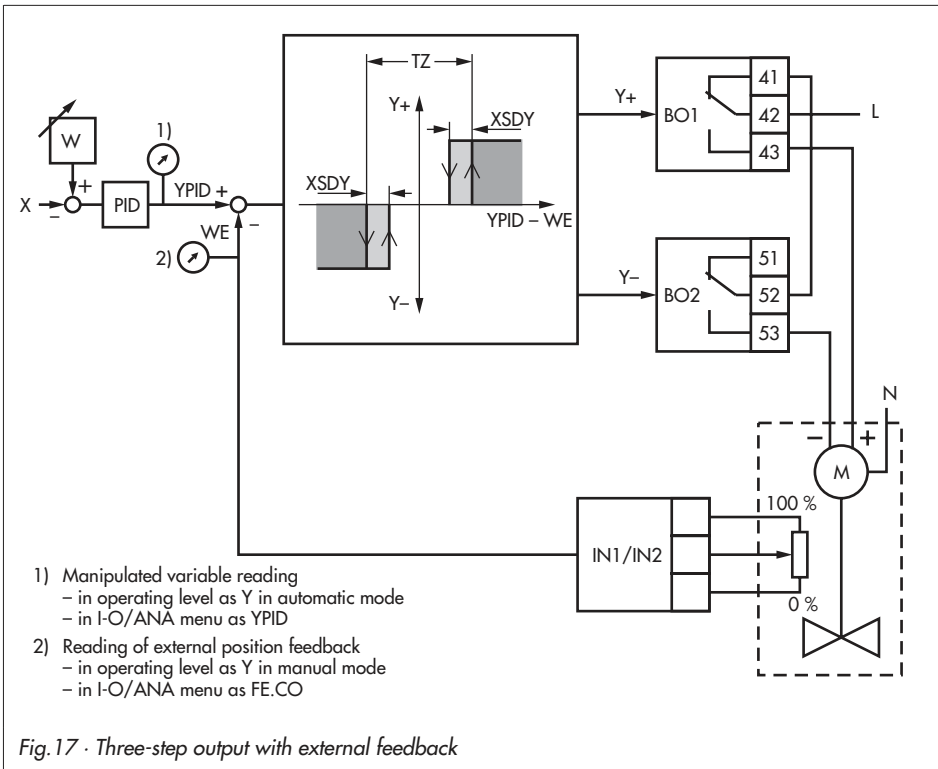 TZ
Y+
XSDY
XSDY
YPID – WE
Y–
W
+
X
–
PID
1)
YPID +
–
WE
2)
Y+
BO1
41
42
43
L
Y–
BO2
51
52
53
N
–
+
M
100 %
IN1/IN2
0 %
1) Manipulated variable reading
– in operating level as Y in automatic mode
– in I-O/ANA menu as YPID
2) Reading of external position feedback
– in operating level as Y in manual mode
– in I-O/ANA menu as FE.CO
Fig. 17 · Three-step output with external feedback